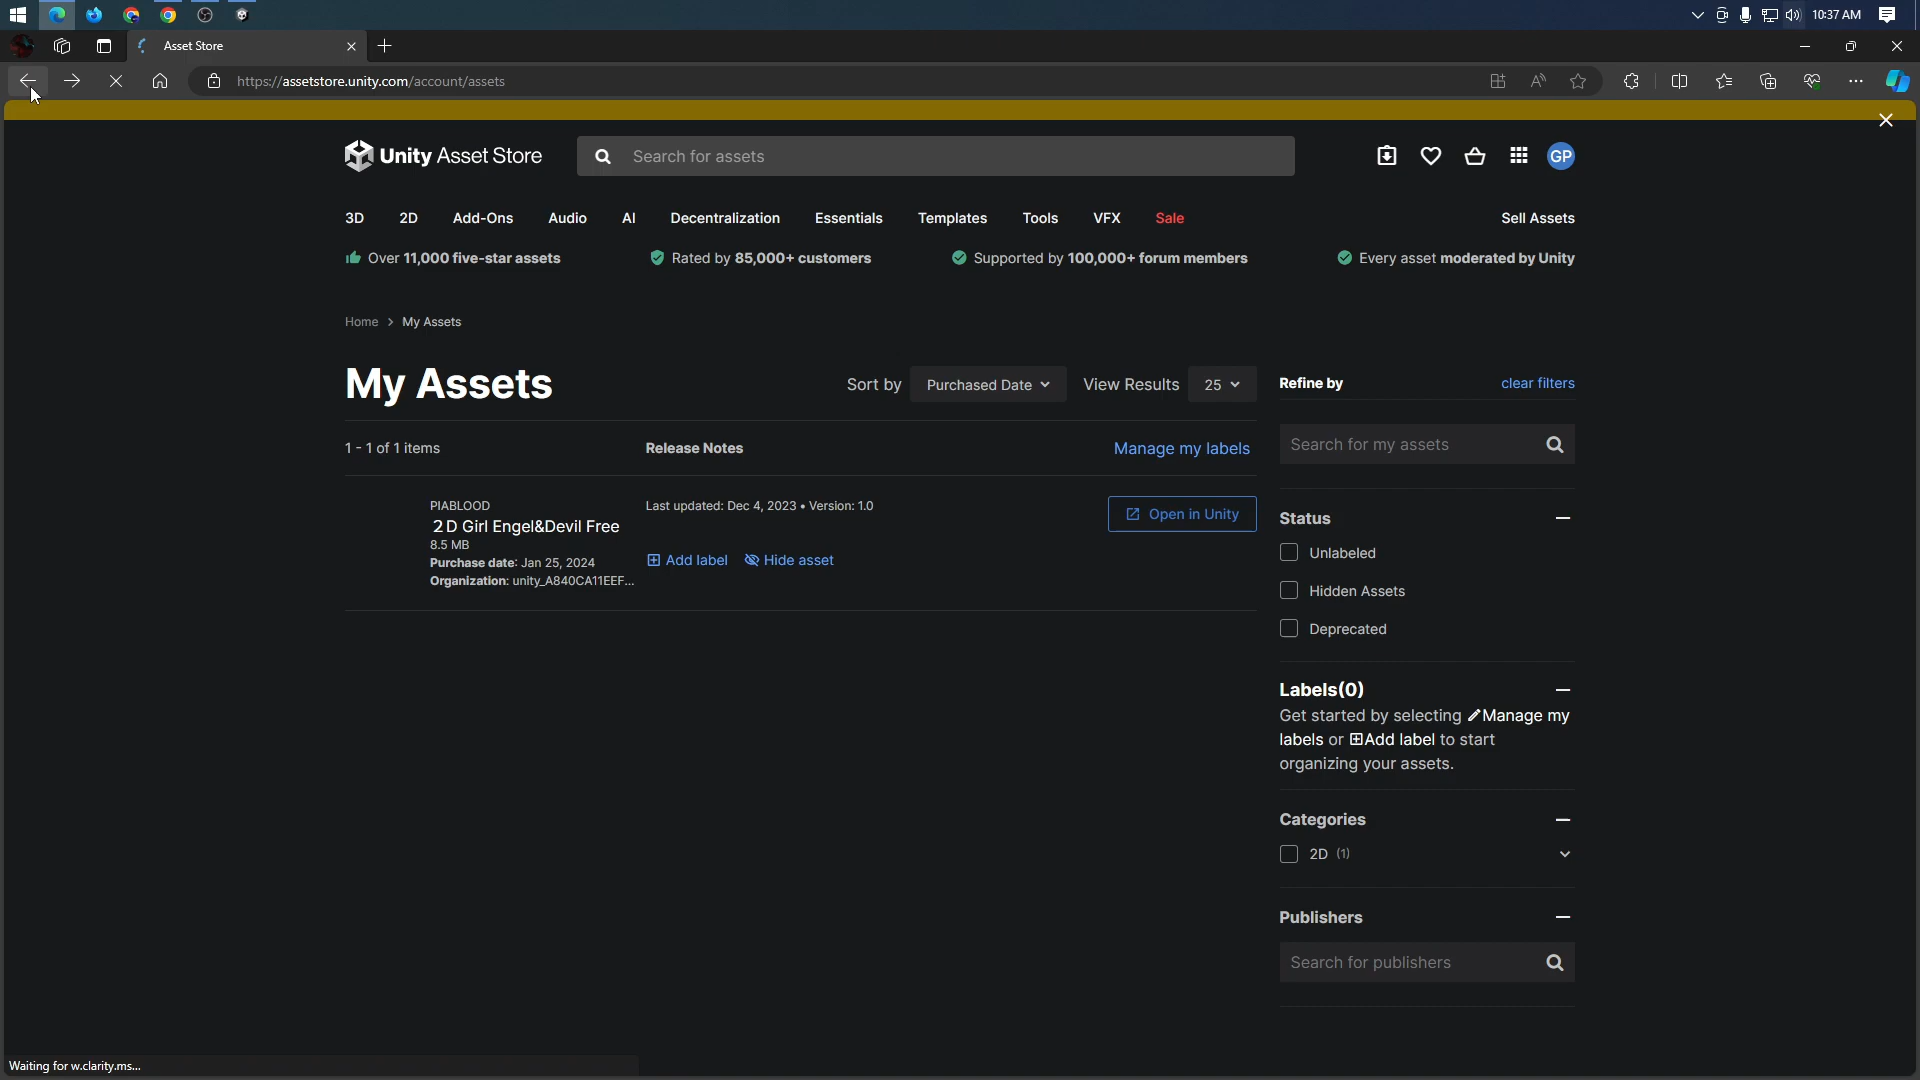 10:37 AM
Asset Store
https://assetstore.unity.com/account/assets
Unity Asset Store
Search for assets
GP
3D 2D Add-Ons Audio AI Decentralization Essentials Templates Tools VFX Sale Sell Assets
Over 11,000 five-star assets Rated by 85,000+ customers Supported by 100,000+ forum members Every asset moderated by Unity
Home > My Assets
My Assets
Sort by Purchased Date View Results 25
Refine by clear filters
1 - 1 of 1 items Release Notes Manage my labels
Search for my assets
PIABLOOD
２D Girl Engel&Devil Free
8.5 MB
Purchase date: Jan 25, 2024
Organization: unity_A840CA11EEF...
Last updated: Dec 4, 2023 • Version: 1.0
Add label Hide asset
Open in Unity
Status
Unlabeled
Hidden Assets
Deprecated
Labels(0)
Get started by selecting Manage my
labels or Add label to start
organizing your assets.
Categories
2D (1)
Publishers
Search for publishers
Waiting for w.clarity.ms...